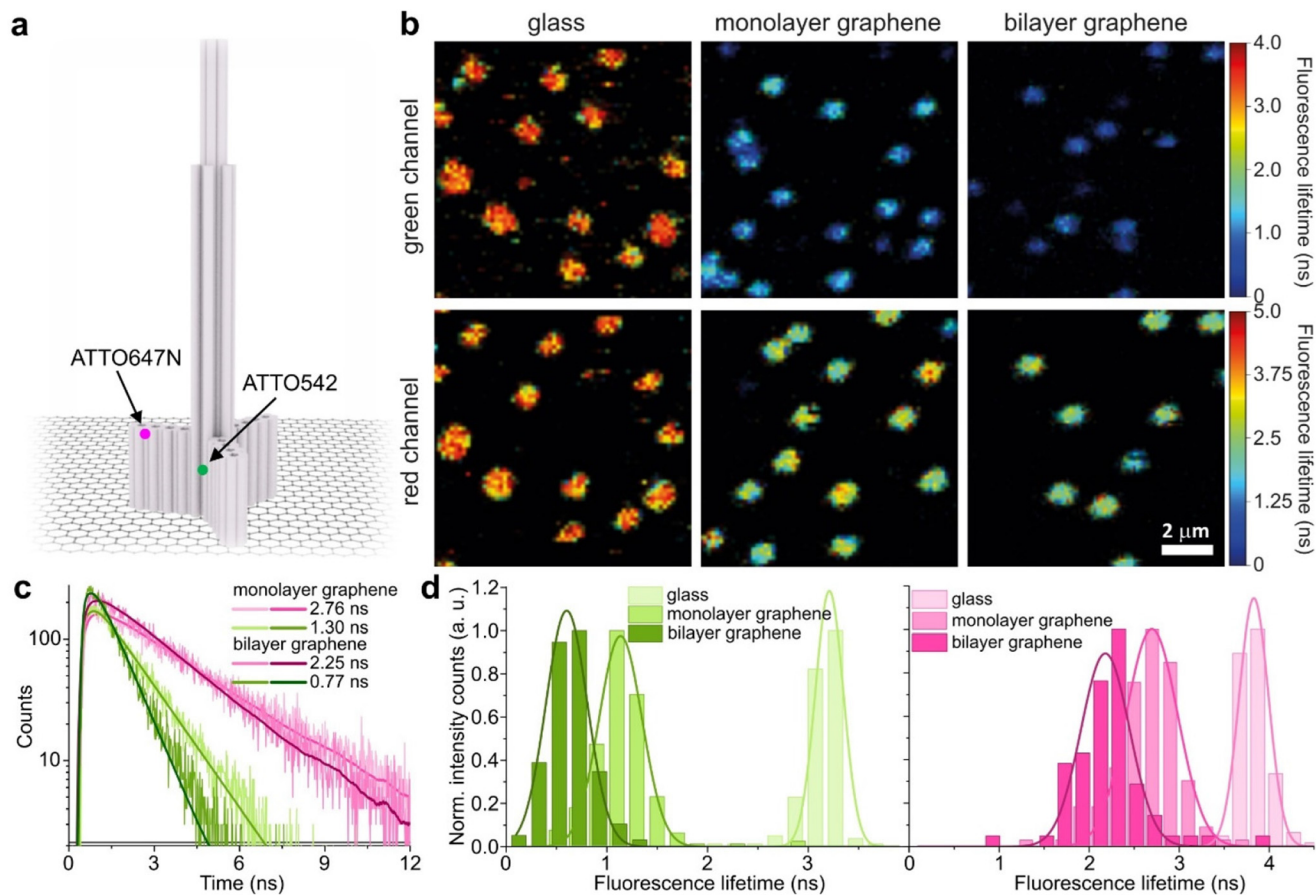 a
ATTO647N
ATTO542
b
glass
monolayer graphene
bilayer graphene
green channel
red channel
4.0
3.0
2.0
1.0
0
Fluorescence lifetime (ns)
5.0
3.75
2.5
1.25
0
Fluorescence lifetime (ns)
2 μm
c
monolayer graphene
2.76 ns
1.30 ns
bilayer graphene
2.25 ns
0.77 ns
100
10
Counts
0 3 6 9 12
Time (ns)
d
glass
monolayer graphene
bilayer graphene
1.2
1.0
0.8
0.6
0.4
0.2
0.0
Norm. intensity counts (a. u.)
0 1 2 3
Fluorescence lifetime (ns)
glass
monolayer graphene
bilayer graphene
1 2 3 4
Fluorescence lifetime (ns)